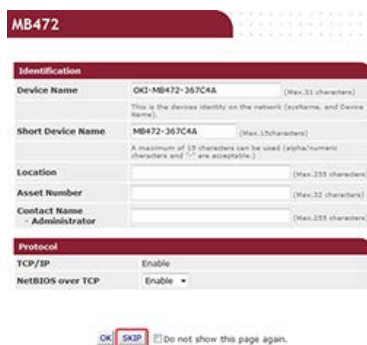 MB472
Identification
Device Name OKI-MB472-367C4A (Max.31 characters)
This is the devices identity on the network (sysName, and Device
Name).
Short Device Name MB472-367C4A (Max.15characters)
A maximum of 15 characters can be used (alpha/numeric
characters and "-" are acceptable.)
Location (Max.255 characters)
Asset Number (Max.32 characters)
Contact Name
- Administrator (Max.255 characters)
Protocol
TCP/IP Enable
NetBIOS over TCP Enable
OK SKIP Do not show this page again.